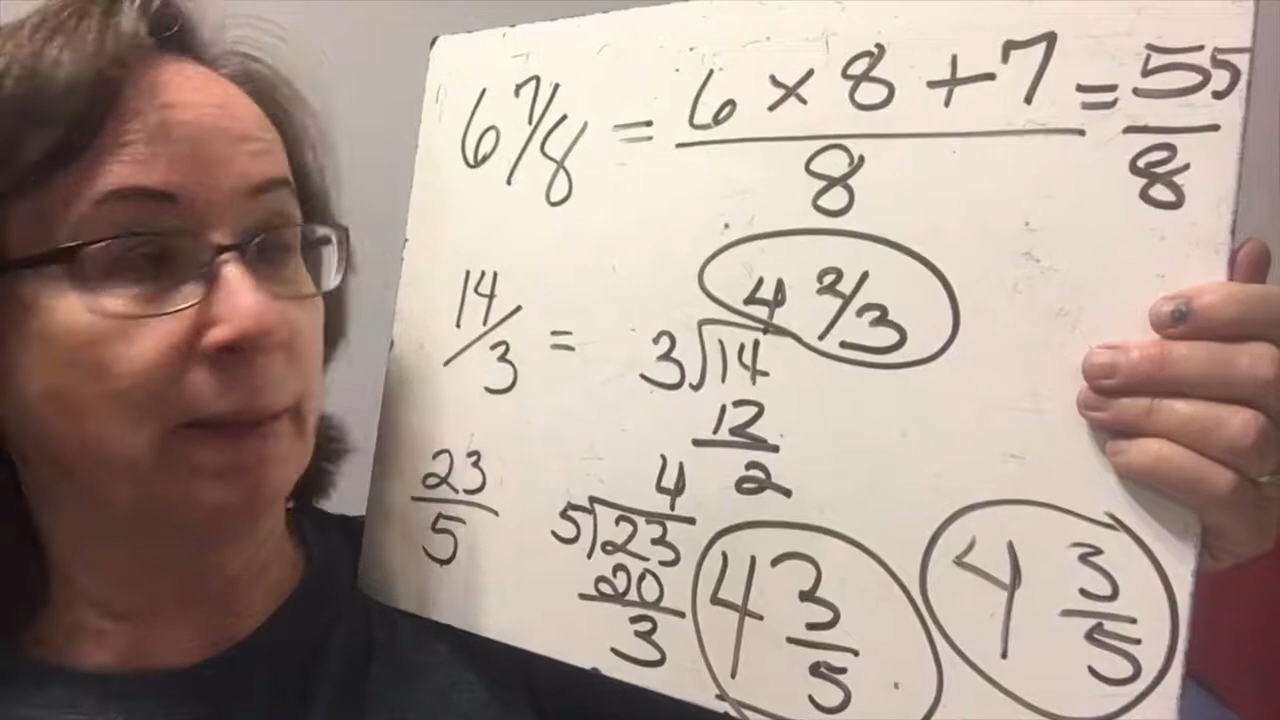 6 7/8 = 6 × 8 + 7 = 55
8 8
4 2/3
14/3 = 3)14
12
2
23 4
5 5)23
20
3
4 3/5 4 3/5